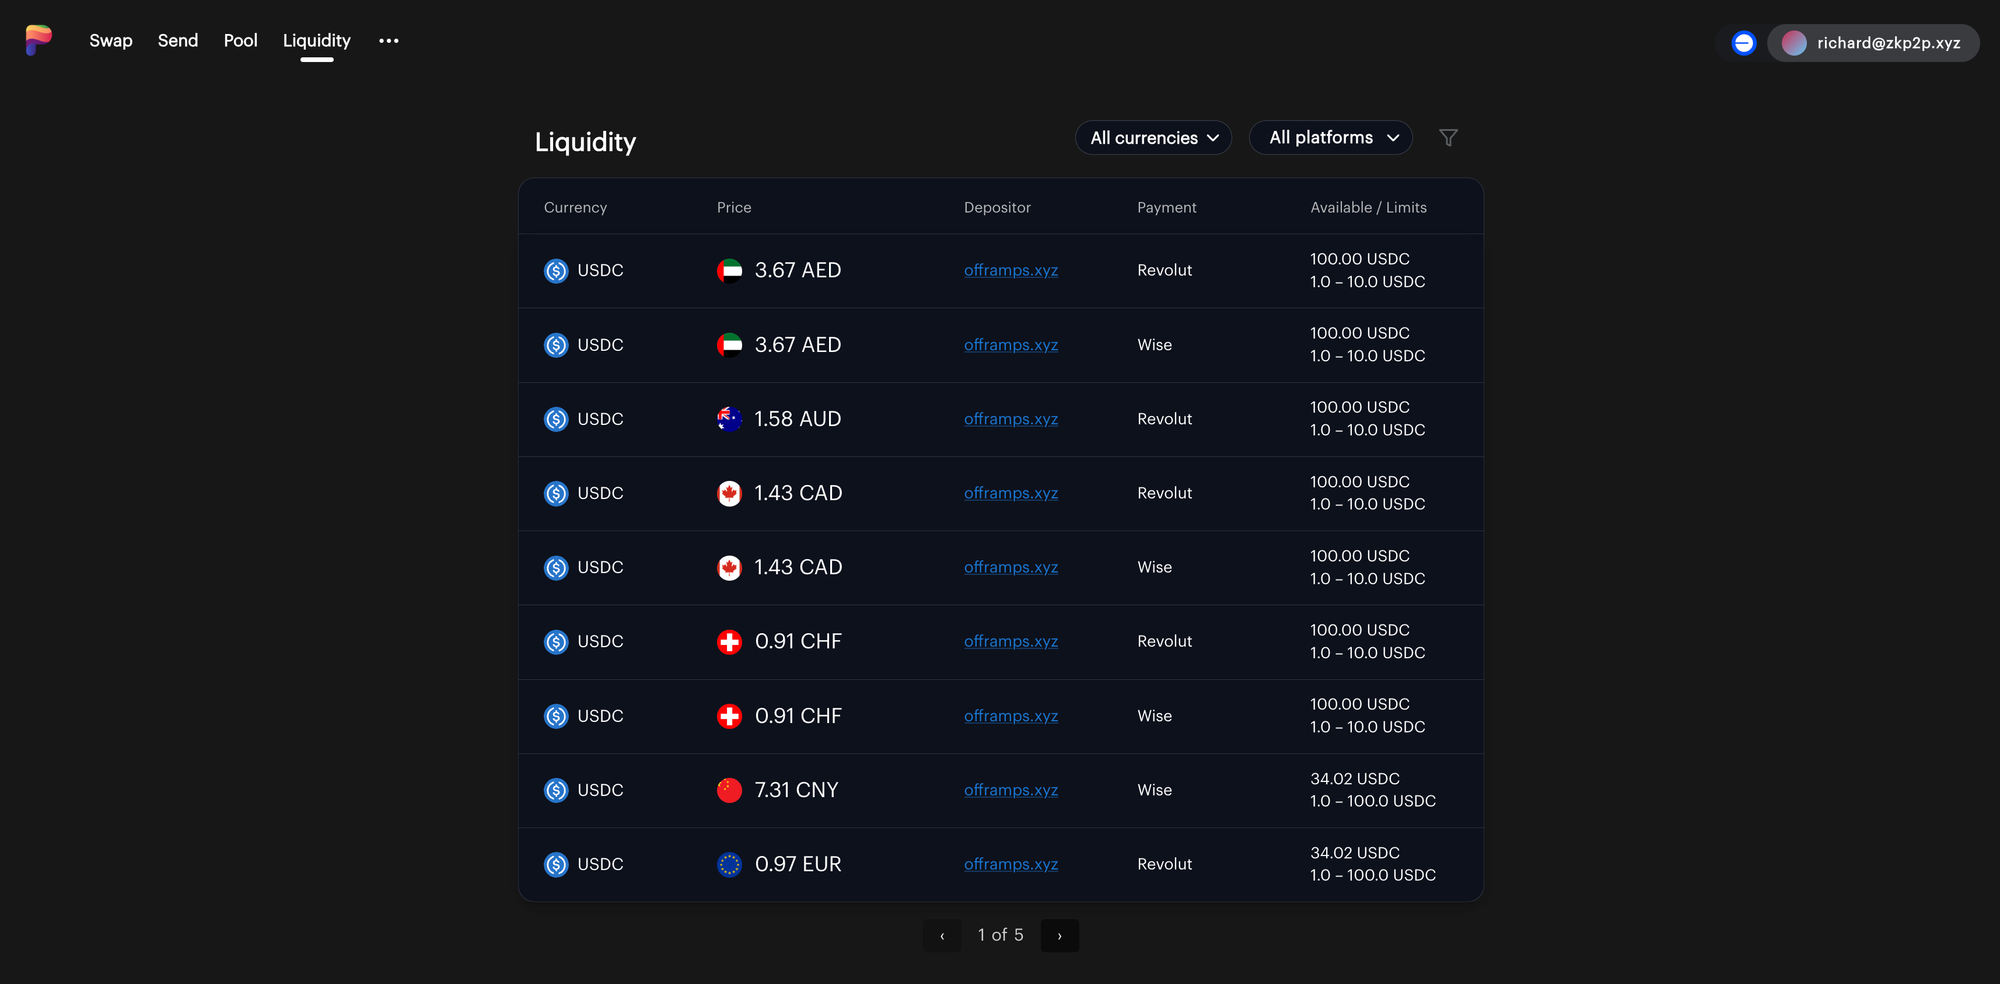 Swap Send Pool Liquidity •••
richard@zkp2p.xyz
Liquidity
All currencies
All platforms
Currency Price Depositor Payment Available / Limits
USDC 3.67 AED offramps.xyz Revolut 100.00 USDC
1.0 – 10.0 USDC
USDC 3.67 AED offramps.xyz Wise 100.00 USDC
1.0 – 10.0 USDC
USDC 1.58 AUD offramps.xyz Revolut 100.00 USDC
1.0 – 10.0 USDC
USDC 1.43 CAD offramps.xyz Revolut 100.00 USDC
1.0 – 10.0 USDC
USDC 1.43 CAD offramps.xyz Wise 100.00 USDC
1.0 – 10.0 USDC
USDC 0.91 CHF offramps.xyz Revolut 100.00 USDC
1.0 – 10.0 USDC
USDC 0.91 CHF offramps.xyz Wise 100.00 USDC
1.0 – 10.0 USDC
USDC 7.31 CNY offramps.xyz Wise 34.02 USDC
1.0 – 100.0 USDC
USDC 0.97 EUR offramps.xyz Revolut 34.02 USDC
1.0 – 100.0 USDC
‹ 1 of 5 ›